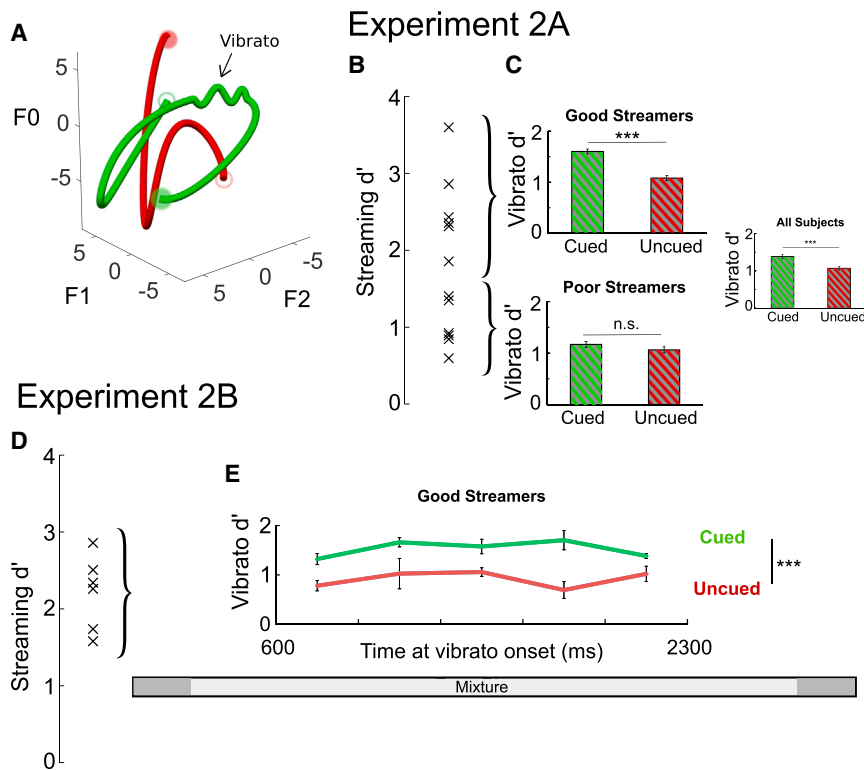 Experiment 2A
A
Vibrato
F0
5
0
-5
5
0
-5
F1
5
0
-5
F2
B
Streaming d'
4
3
2
1
0
C
Good Streamers
***
Vibrato d'
2
1
0
Cued Uncued
Poor Streamers
n.s.
Vibrato d'
2
1
0
Cued Uncued
All Subjects
***
Vibrato d'
2
1
0
Cued Uncued
Experiment 2B
D
Streaming d'
4
3
2
1
0
E
Good Streamers
Vibrato d'
2
1
0
600 Time at vibrato onset (ms) 2300
Cued
***
Uncued
Mixture